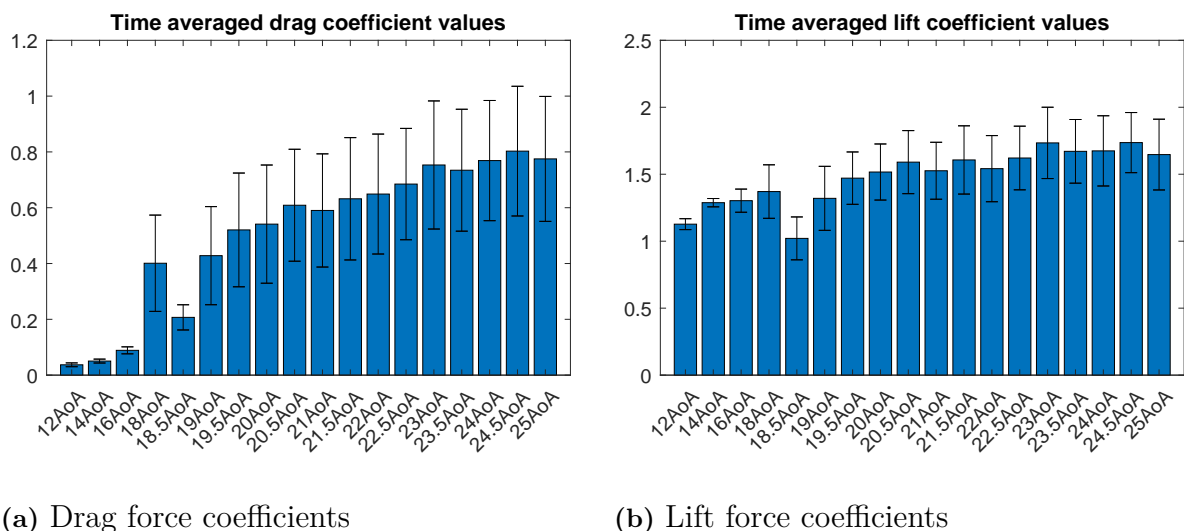 Time averaged drag coefficient values
1.2
1
0.8
0.6
0.4
0.2
0
12AoA
14AoA
16AoA
18AoA
18.5AoA
19AoA
19.5AoA
20AoA
20.5AoA
21AoA
21.5AoA
22AoA
22.5AoA
23AoA
23.5AoA
24AoA
24.5AoA
25AoA
(a) Drag force coefficients
Time averaged lift coefficient values
2.5
2
1.5
1
0.5
0
12AoA
14AoA
16AoA
18AoA
18.5AoA
19AoA
19.5AoA
20AoA
20.5AoA
21AoA
21.5AoA
22AoA
22.5AoA
23AoA
23.5AoA
24AoA
24.5AoA
25AoA
(b) Lift force coefficients